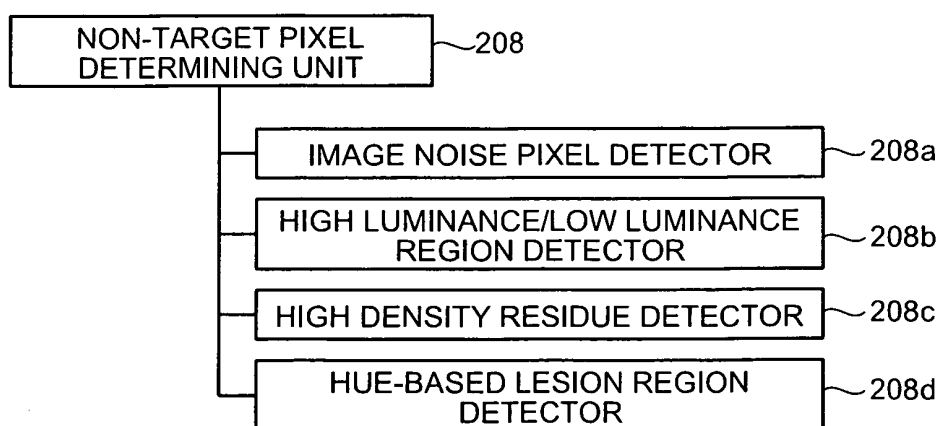 NON-TARGET PIXEL
DETERMINING UNIT
208
IMAGE NOISE PIXEL DETECTOR
208a
HIGH LUMINANCE/LOW LUMINANCE
REGION DETECTOR
208b
HIGH DENSITY RESIDUE DETECTOR
208c
HUE-BASED LESION REGION
DETECTOR
208d